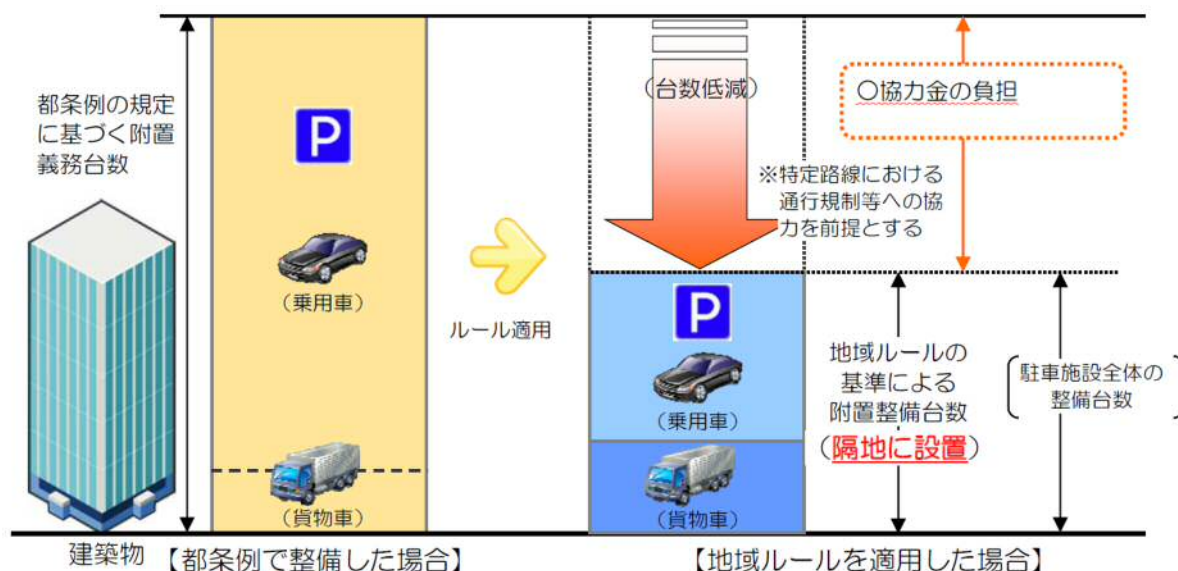 都条例の規定
に基づく附置
義務台数
P
（乗用車）
（貨物車）
建築物
【都条例で整備した場合】
ルール適用
（台数低減）
〇協力金の負担
※特定路線における
通行規制等への協
力を前提とする
P
（乗用車）
（貨物車）
地域ルールの
基準による
附置整備台数
（隔地に設置）
駐車施設全体の
整備台数
【地域ルールを適用した場合】